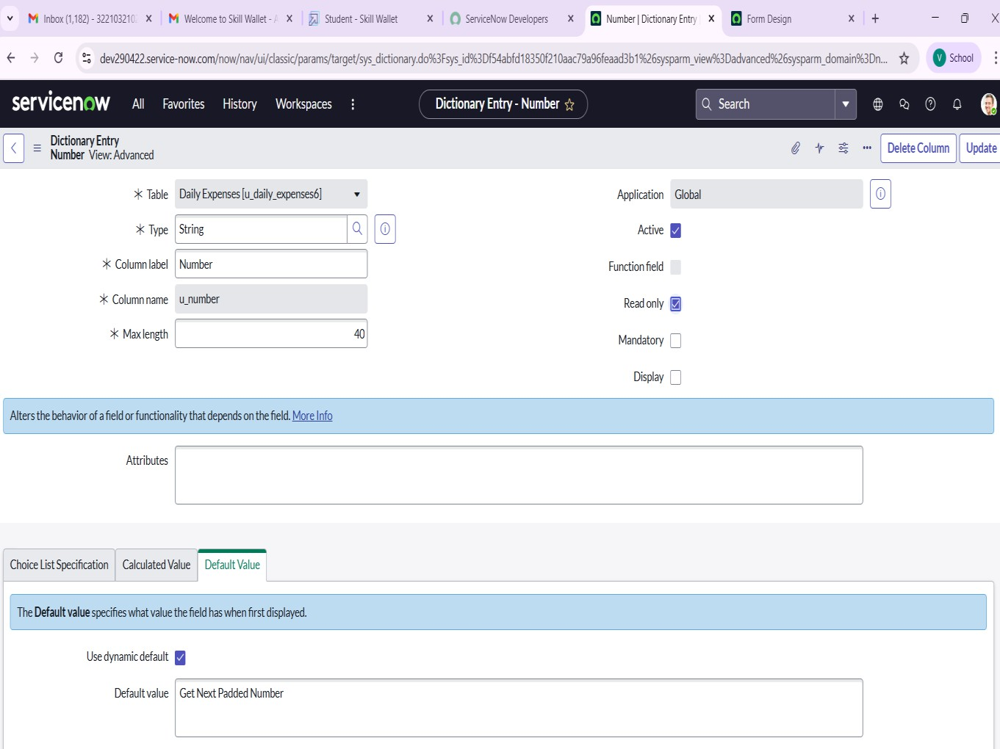 Inbox (1,182) - 322103210
Welcome to Skill Wallet - A
Student - Skill Wallet
ServiceNow Developers
Number | Dictionary Entry
Form Design
dev290422.service-now.com/now/nav/ui/classic/params/target/sys_dictionary.do%3Fsys_id%3Df54abfd18350f210aac79a96feaad3b1%26sysparm_view%3Dadvanced%26sysparm_domain%3Dn...
V School
servicenow
All Favorites History Workspaces
Dictionary Entry - Number
Search
Dictionary Entry
Number View: Advanced
Delete Column
Update
Table Daily Expenses [u_daily_expenses6]
Application Global
Type String
Active
Column label Number
Function field
Column name u_number
Read only
Max length 40
Mandatory
Display
Alters the behavior of a field or functionality that depends on the field. More Info
Attributes
Choice List Specification
Calculated Value
Default Value
The Default value specifies what value the field has when first displayed.
Use dynamic default
Default value Get Next Padded Number